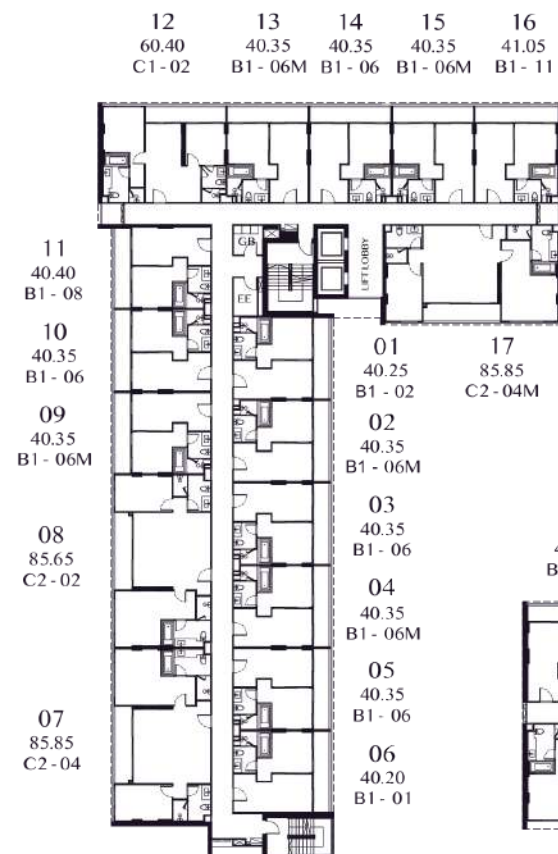 12
60.40
C1 - 02
13
40.35
B1 - 06M
14
40.35
B1 - 06
15
40.35
B1 - 06M
16
41.05
B1 - 11
11
40.40
B1 - 08
10
40.35
B1 - 06
09
40.35
B1 - 06M
08
85.65
C2 - 02
07
85.85
C2 - 04
GB
EE
LIFT LOBBY
01
40.25
B1 - 02
17
85.85
C2 - 04M
02
40.35
B1 - 06M
03
40.35
B1 - 06
04
40.35
B1 - 06M
05
40.35
B1 - 06
06
40.20
B1 - 01